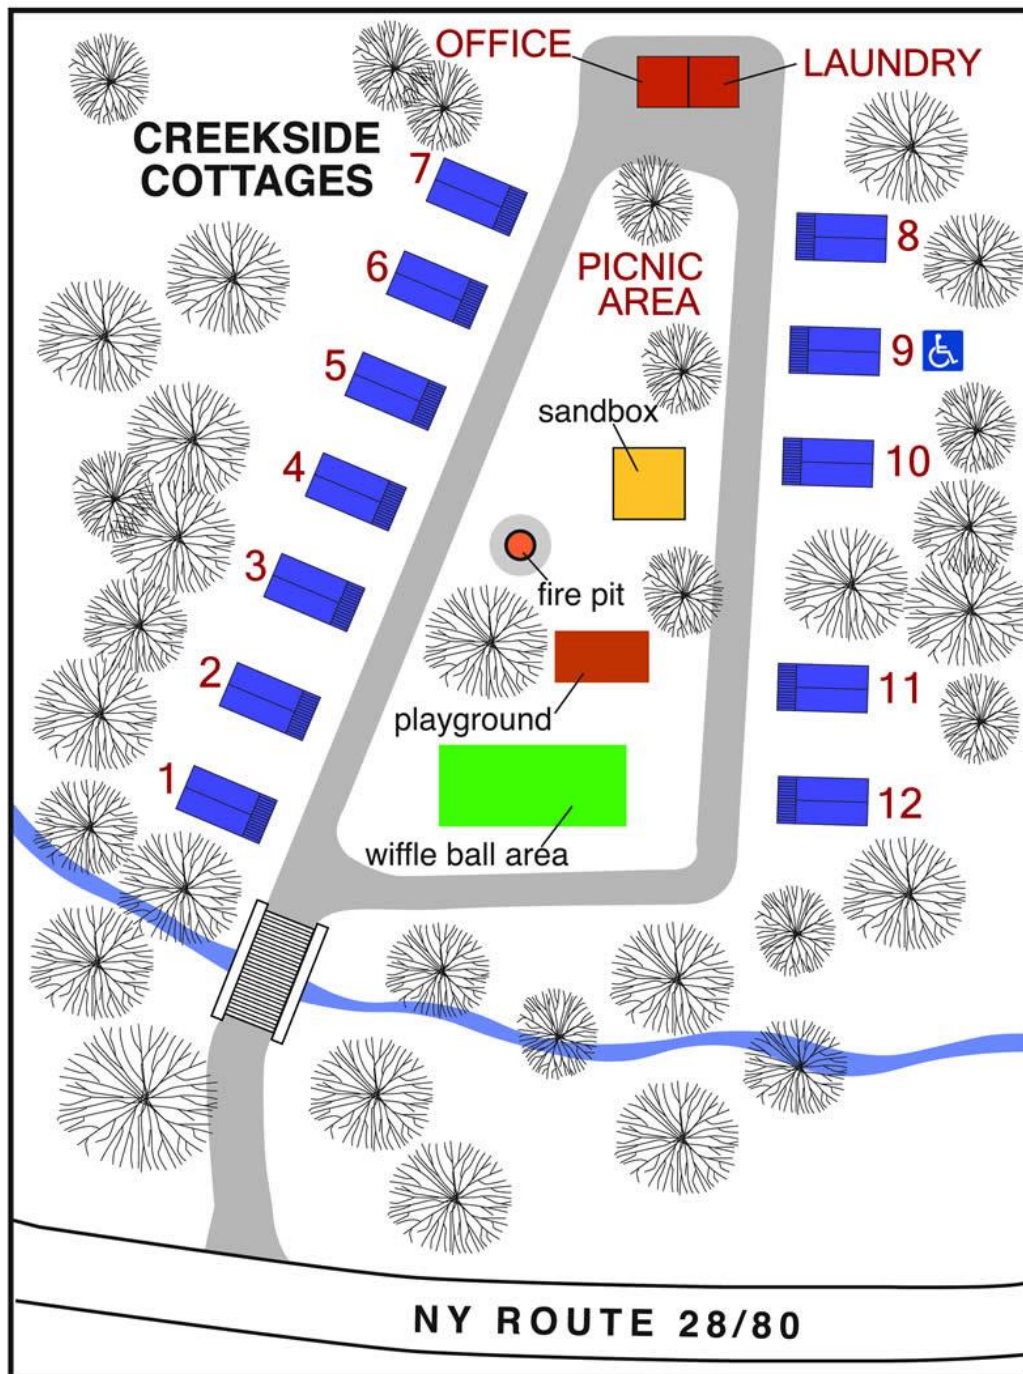 OFFICE
LAUNDRY
CREEKSIDE
COTTAGES
7
8
6
PICNIC
AREA
9
5
sandbox
4
10
3
fire pit
2
11
playground
1
12
wiffle ball area
NY ROUTE 28/80